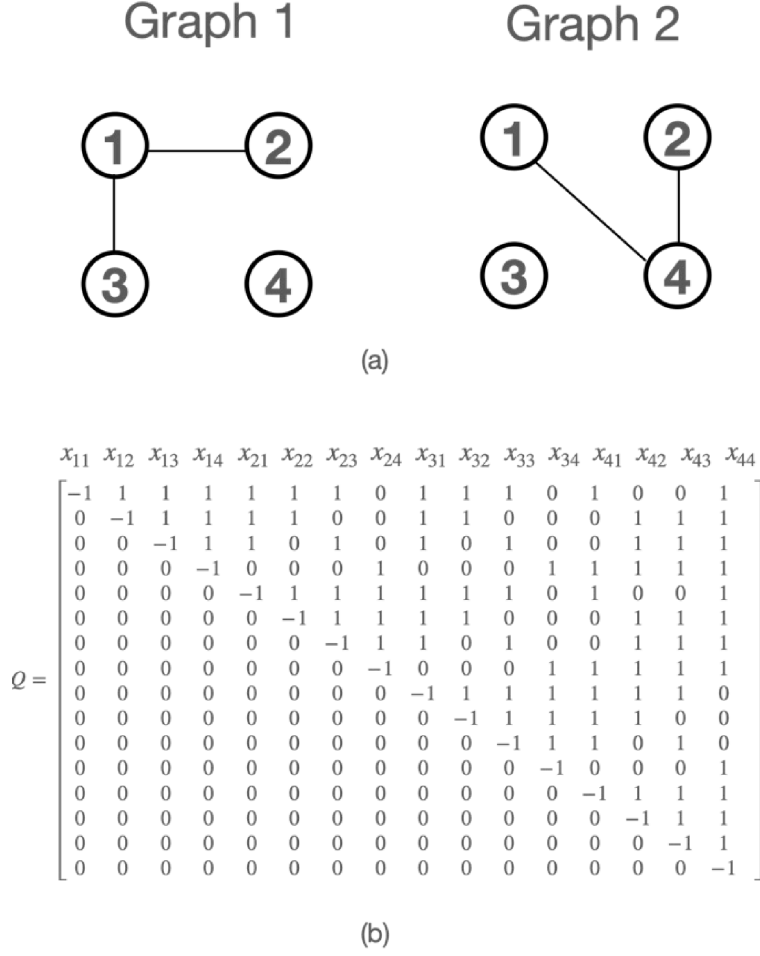 Graph 1 Graph 2
1 2 1 2
3 4 3 4
(a)
x11 x12 x13 x14 x21 x22 x23 x24 x31 x32 x33 x34 x41 x42 x43 x44
−1 1 1 1 1 1 1 0 1 1 1 0 1 0 0 1
0 −1 1 1 1 1 0 0 1 1 0 0 0 1 1 1
0 0 −1 1 1 0 1 0 1 0 1 0 0 1 1 1
0 0 0 −1 0 0 0 1 0 0 0 1 1 1 1 1
0 0 0 0 −1 1 1 1 1 1 1 0 1 0 0 1
0 0 0 0 0 −1 1 1 1 1 0 0 0 1 1 1
0 0 0 0 0 0 −1 1 1 0 1 0 0 1 1 1
0 0 0 0 0 0 0 −1 0 0 0 1 1 1 1 1
Q = 0 0 0 0 0 0 0 0 −1 1 1 1 1 1 1 0
0 0 0 0 0 0 0 0 0 −1 1 1 1 1 0 0
0 0 0 0 0 0 0 0 0 0 −1 1 1 0 1 0
0 0 0 0 0 0 0 0 0 0 0 −1 0 0 0 1
0 0 0 0 0 0 0 0 0 0 0 0 −1 1 1 1
0 0 0 0 0 0 0 0 0 0 0 0 0 −1 1 1
0 0 0 0 0 0 0 0 0 0 0 0 0 0 −1 1
0 0 0 0 0 0 0 0 0 0 0 0 0 0 0 −1
(b)